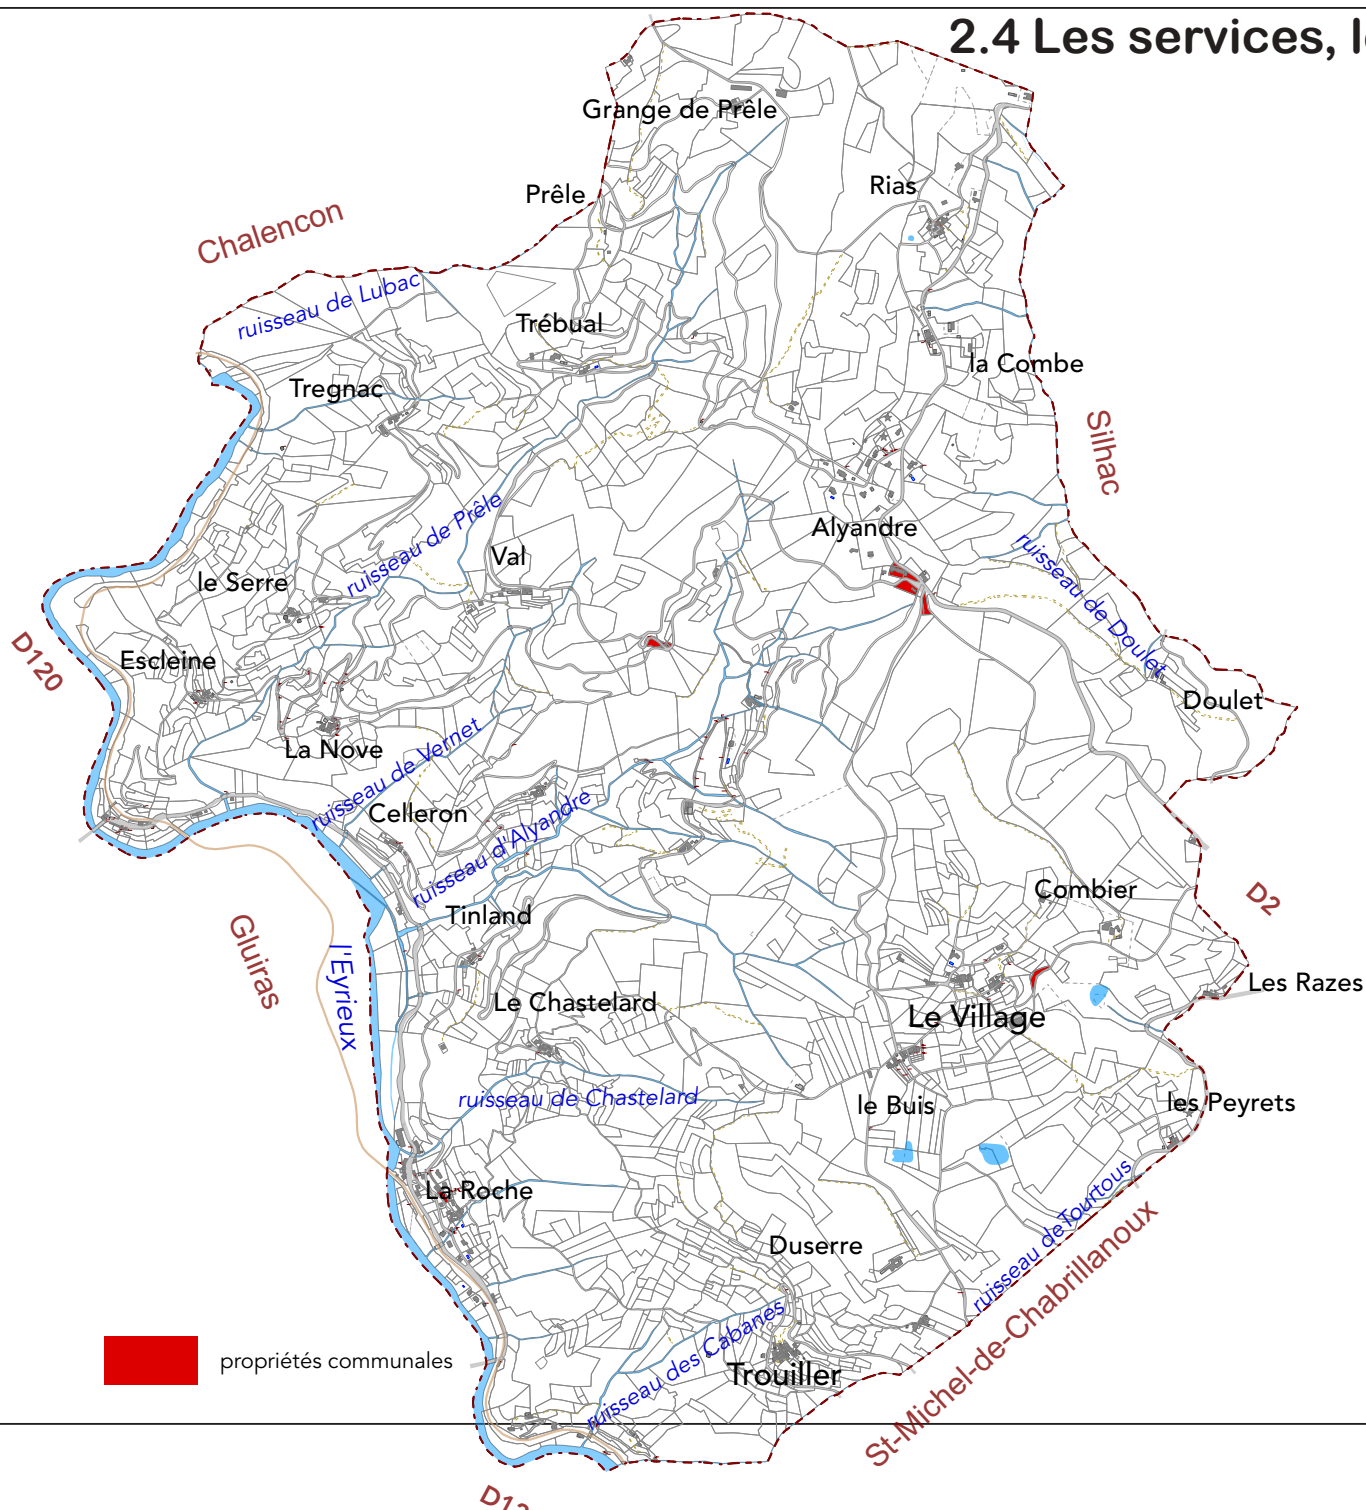 2.4 Les services, l
Grange de Prêle
Prêle
Rias
Chalencon
ruisseau de Lubac
Trébual
la Combe
Tregnac
Silhac
ruisseau de Prêle
Alyandre
Val
ruisseau de Doulet
le Serre
D120
Escleine
Doulet
La Nove
ruisseau de Vernet
Celleron
ruisseau d'Alyandre
Combier
D2
Tinland
Gluiras
l'Eyrieux
Les Razes
Le Chastelard
Le Village
ruisseau de Chastelard
le Buis
les Peyrets
La Roche
ruisseau de Tourtous
Duserre
St-Michel-de-Chabrillanoux
ruisseau des Cabanes
propriétés communales
Trouiller